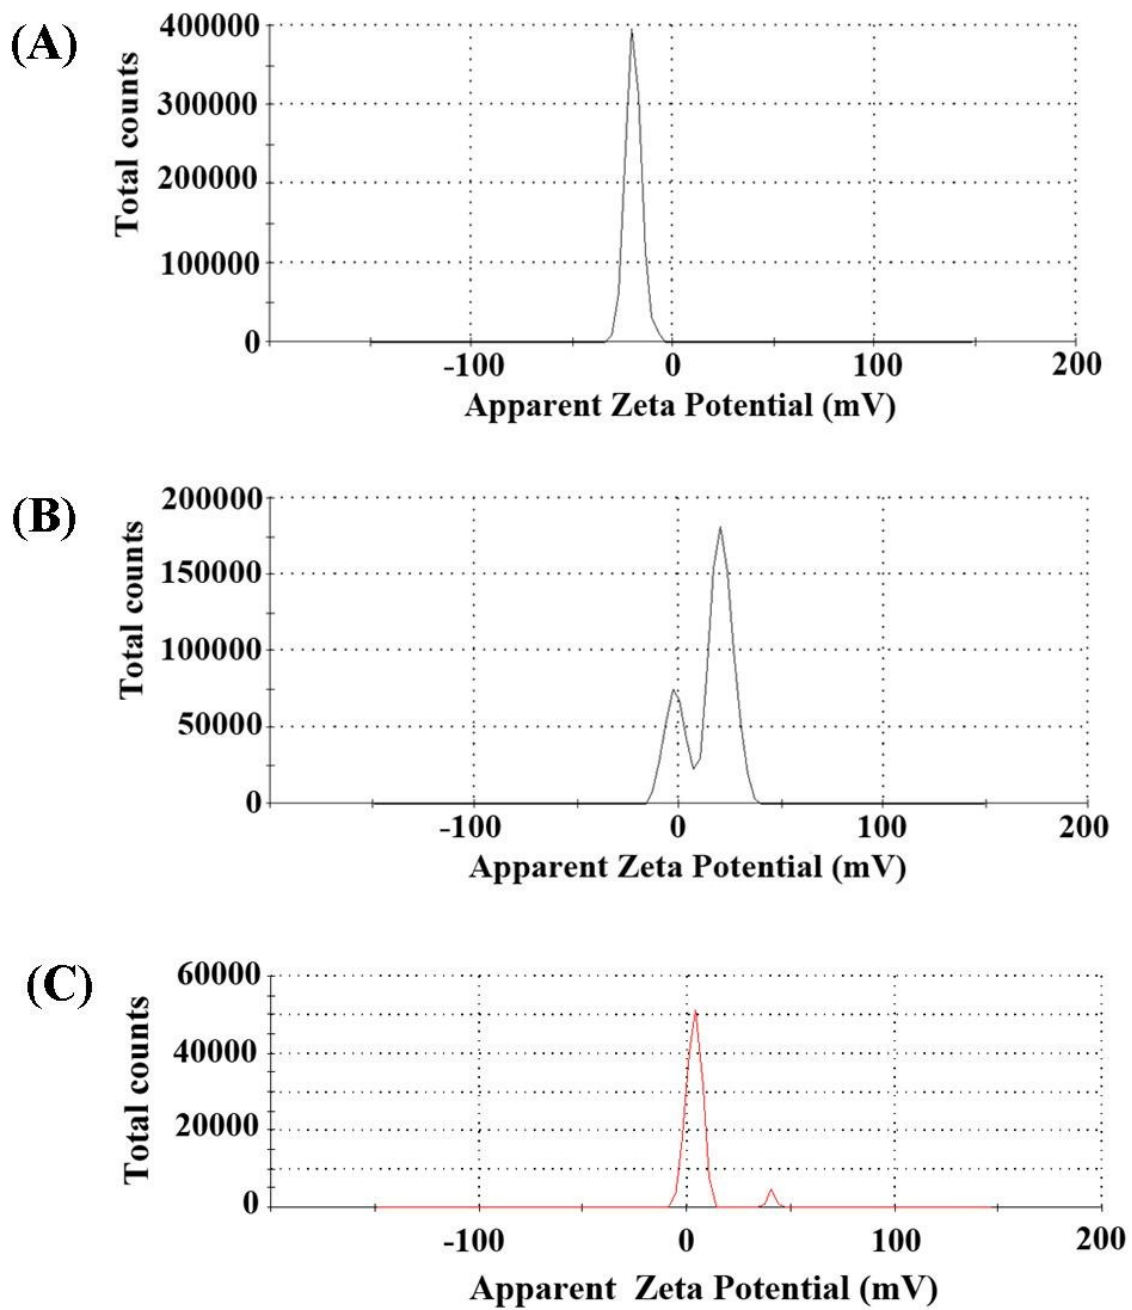 (A)
Total counts
400000
300000
200000
100000
0
-100 0 100 200
Apparent Zeta Potential (mV)
(B)
Total counts
200000
150000
100000
50000
0
-100 0 100 200
Apparent Zeta Potential (mV)
(C)
Total counts
60000
40000
20000
0
-100 0 100 200
Apparent Zeta Potential (mV)